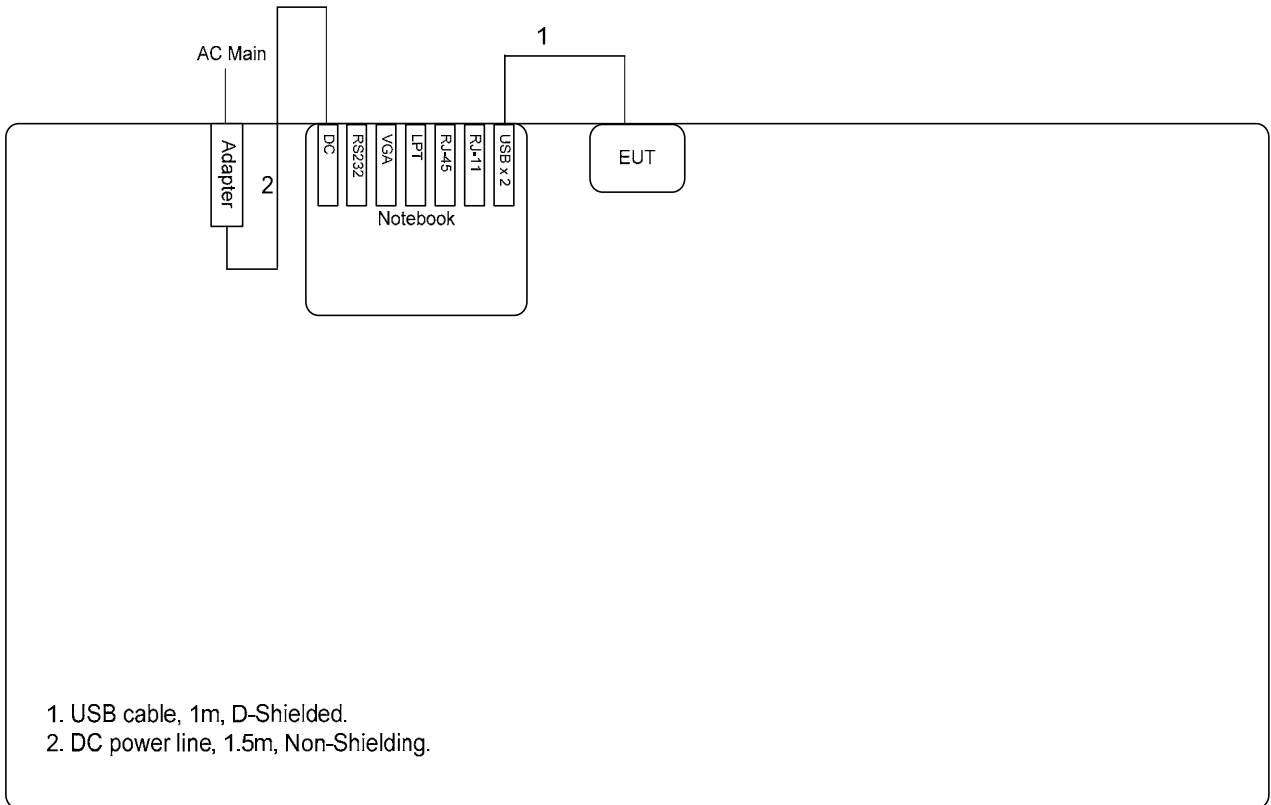 1
AC Main
Adapter
2
DC
RS232
VGA
LPT
RJ-45
RJ-11
USB x 2
EUT
Notebook
1. USB cable, 1m, D-Shielded.
2. DC power line, 1.5m, Non-Shielding.